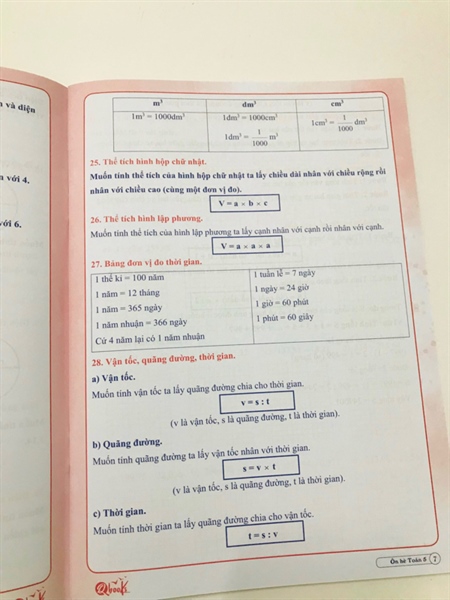 n và diện
n với 4.
với 6.
m³ dm³ cm³
1m³ = 1000dm³ 1dm³ = 1000cm³ 1cm³ = 1/1000 dm³
1dm³ = 1/1000 m³
25. Thể tích hình hộp chữ nhật.
Muốn tính thể tích của hình hộp chữ nhật ta lấy chiều dài nhân với chiều rộng rồi
nhân với chiều cao (cùng một đơn vị đo).
V = a × b × c
26. Thể tích hình lập phương.
Muốn tính thể tích của hình lập phương ta lấy cạnh nhân với cạnh rồi nhân với cạnh.
V = a × a × a
27. Bảng đơn vị đo thời gian.
1 thế kỉ = 100 năm
1 năm = 12 tháng
1 năm = 365 ngày
1 năm nhuận = 366 ngày
Cứ 4 năm lại có 1 năm nhuận
1 tuần lễ = 7 ngày
1 ngày = 24 giờ
1 giờ = 60 phút
1 phút = 60 giây
28. Vận tốc, quãng đường, thời gian.
a) Vận tốc.
Muốn tính vận tốc ta lấy quãng đường chia cho thời gian.
v = s : t
(v là vận tốc, s là quãng đường, t là thời gian).
b) Quãng đường.
Muốn tính quãng đường ta lấy vận tốc nhân với thời gian.
s = v × t
(v là vận tốc, s là quãng đường, t là thời gian).
c) Thời gian.
Muốn tính thời gian ta lấy quãng đường chia cho vận tốc.
t = s : v
Ôn hè Toán 5 7
Qbook